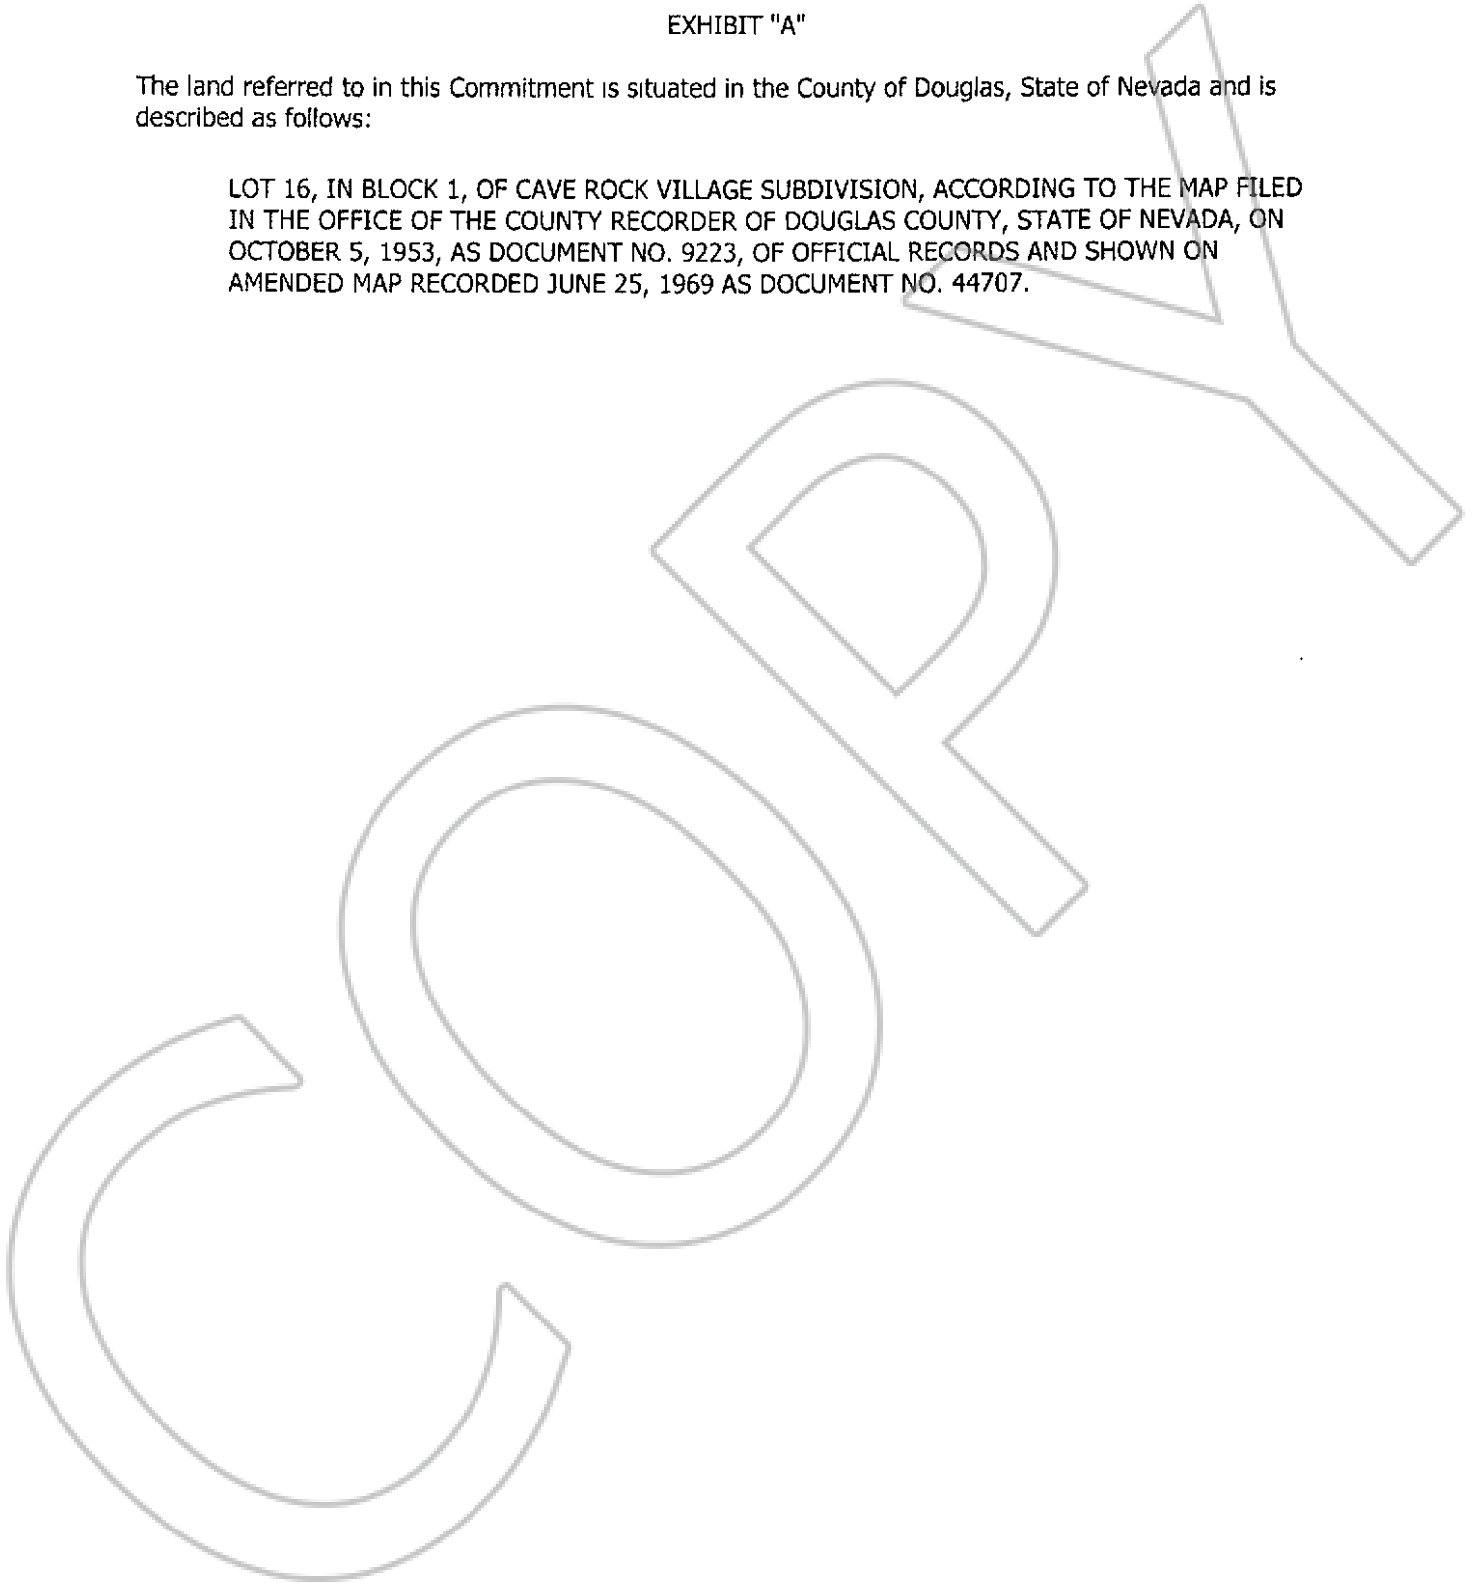 EXHIBIT "A"
The land referred to in this Commitment is situated in the County of Douglas, State of Nevada and is
described as follows:
LOT 16, IN BLOCK 1, OF CAVE ROCK VILLAGE SUBDIVISION, ACCORDING TO THE MAP FILED
IN THE OFFICE OF THE COUNTY RECORDER OF DOUGLAS COUNTY, STATE OF NEVADA, ON
OCTOBER 5, 1953, AS DOCUMENT NO. 9223, OF OFFICIAL RECORDS AND SHOWN ON
AMENDED MAP RECORDED JUNE 25, 1969 AS DOCUMENT NO. 44707.
COPY